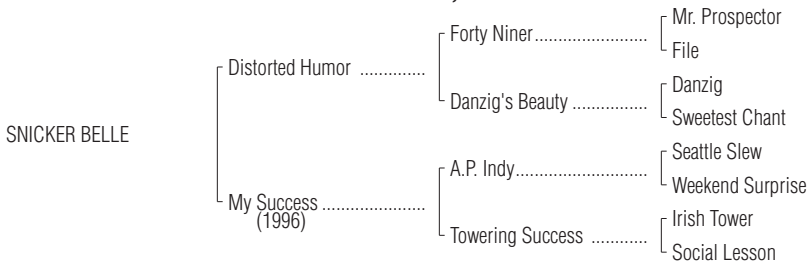 Mr. Prospector
Forty Niner........................
File
Distorted Humor ..............
Danzig
Danzig's Beauty ................
Sweetest Chant
SNICKER BELLE
Seattle Slew
A.P. Indy............................
Weekend Surprise
My Success ......................
(1996)
Irish Tower
Towering Success ............
Social Lesson